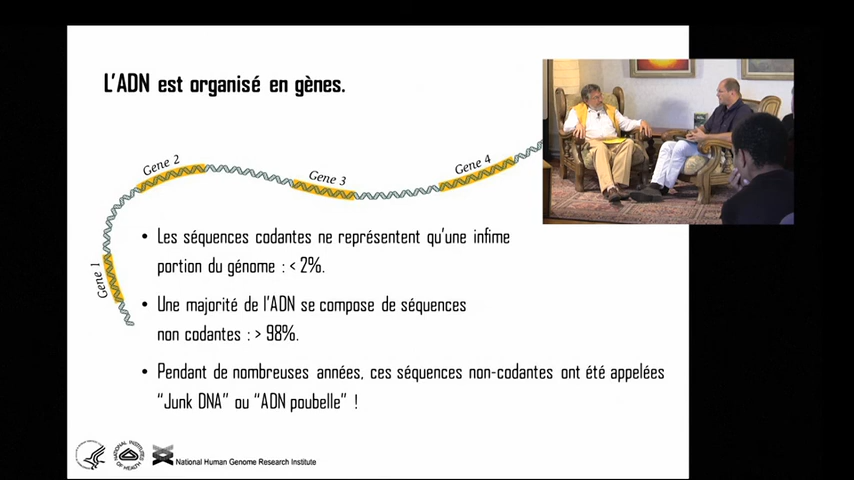 L'ADN est organisé en gènes.
Gene 2
Gene 3
Gene 4
Gene 1
• Les séquences codantes ne représentent qu'une infime
portion du génome : < 2%.
• Une majorité de l'ADN se compose de séquences
non codantes : > 98%.
• Pendant de nombreuses années, ces séquences non-codantes ont été appelées
"Junk DNA" ou "ADN poubelle" !
National Human Genome Research Institute